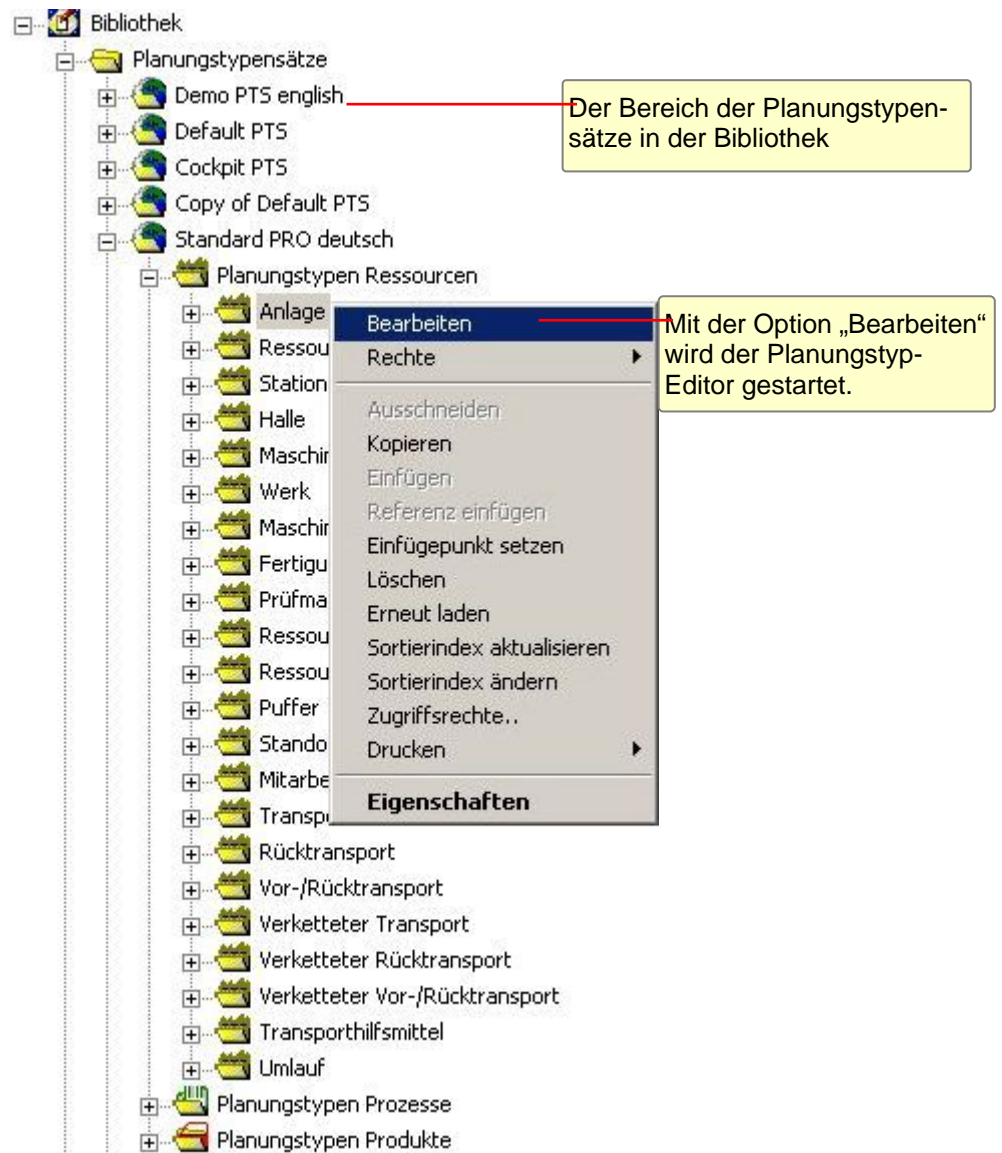 Bibliothek
Planungstypensätze
Demo PTS english
Der Bereich der Planungstypen-
sätze in der Bibliothek
Default PTS
Cockpit PTS
Copy of Default PTS
Standard PRO deutsch
Planungstypen Ressourcen
Anlage
Ressou
Station
Halle
Maschin
Werk
Maschin
Fertigu
Prüfma
Ressou
Ressou
Puffer
Stando
Mitarbe
Transpo
Rücktransport
Vor-/Rücktransport
Verketteter Transport
Verketteter Rücktransport
Verketteter Vor-/Rücktransport
Transporthilfsmittel
Umlauf
Planungstypen Prozesse
Planungstypen Produkte
Bearbeiten
Rechte
Ausschneiden
Kopieren
Einfügen
Referenz einfügen
Einfügepunkt setzen
Löschen
Erneut laden
Sortierindex aktualisieren
Sortierindex ändern
Zugriffsrechte..
Drucken
Eigenschaften
Mit der Option „Bearbeiten“
wird der Planungstyp-
Editor gestartet.